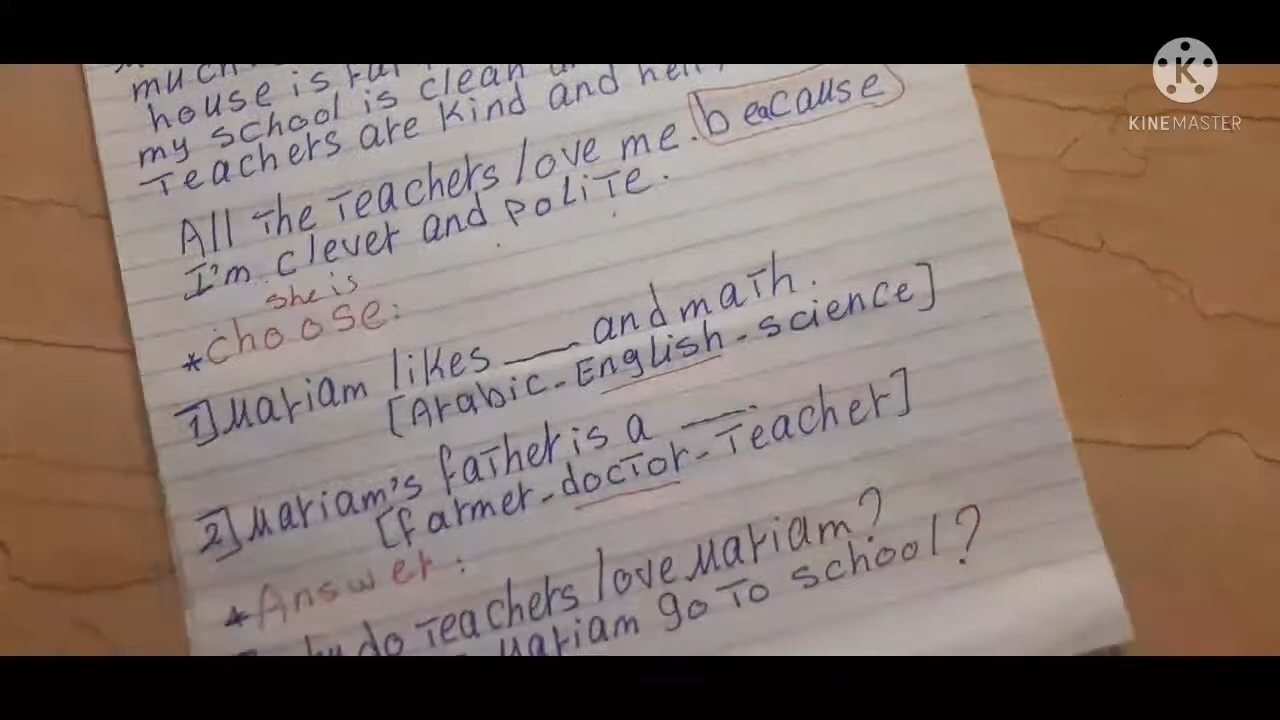 house is
my school is clean
Teachers are kind and
All the Teachers love me. beacause
I'm clever and polite.
she is
*choose:
1] Mariam likes ___ and math.
[Arabic-English-science]
2] Mariam's father is a ___.
[farmer-doctor-Teacher]
*Answer:
do Teachers love Mariam?
Mariam go to school?
K
KINEMASTER